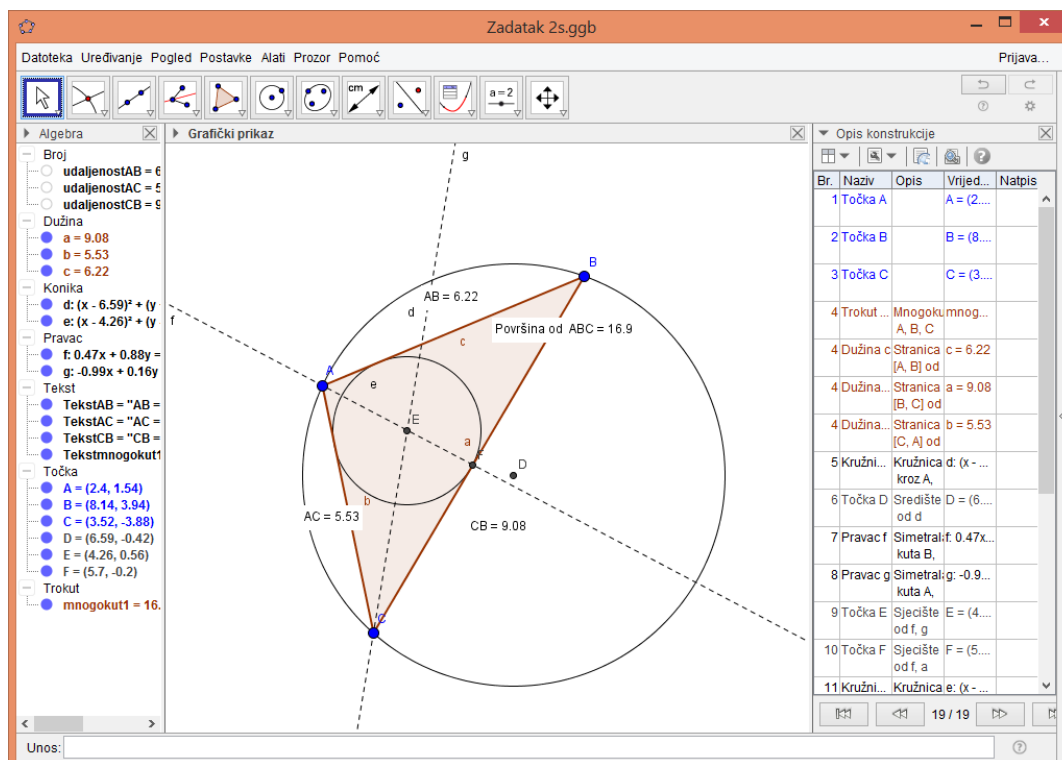 Zadatak 2s.ggb
Datoteka Uređivanje Pogled Postavke Alati Prozor Pomoć
Prijava...
cm
a = 2
Algebra
Broj
udaljenostAB = 6
udaljenostAC = 5
udaljenostCB = 9
Dužina
a = 9.08
b = 5.53
c = 6.22
Konika
d: (x - 6.59)² + (y
e: (x - 4.26)² + (y
Pravac
f: 0.47x + 0.88y =
g: -0.99x + 0.16y
Tekst
TekstAB = "AB =
TekstAC = "AC =
TekstCB = "CB =
Tekstmnogokut1
Točka
A = (2.4, 1.54)
B = (8.14, 3.94)
C = (3.52, -3.88)
D = (6.59, -0.42)
E = (4.26, 0.56)
F = (5.7, -0.2)
Trokut
mnogokut1 = 16.
Grafički prikaz
g
B
AB = 6.22
d
f
Površina od ABC = 16.9
c
A
e
E
a
F
D
b
AC = 5.53
CB = 9.08
C
Opis konstrukcije
Br. Naziv Opis Vrijed... Natpis
1 Točka A A = (2....
2 Točka B B = (8....
3 Točka C C = (3....
4 Trokut ... Mnogoku mnog...
A, B, C
4 Dužina c Stranica c = 6.22
[A, B] od
4 Dužina... Stranica a = 9.08
[B, C] od
4 Dužina... Stranica b = 5.53
[C, A] od
5 Kružni... Kružnica d: (x - ...
kroz A,
6 Točka D Središte D = (6....
od d
7 Pravac f Simetral f: 0.47x...
kuta B,
8 Pravac g Simetral g: -0.9...
kuta A,
9 Točka E Sjecište E = (4....
od f, g
10 Točka F Sjecište F = (5....
od f, a
11 Kružni... Kružnica e: (x - ...
19 / 19
Unos: